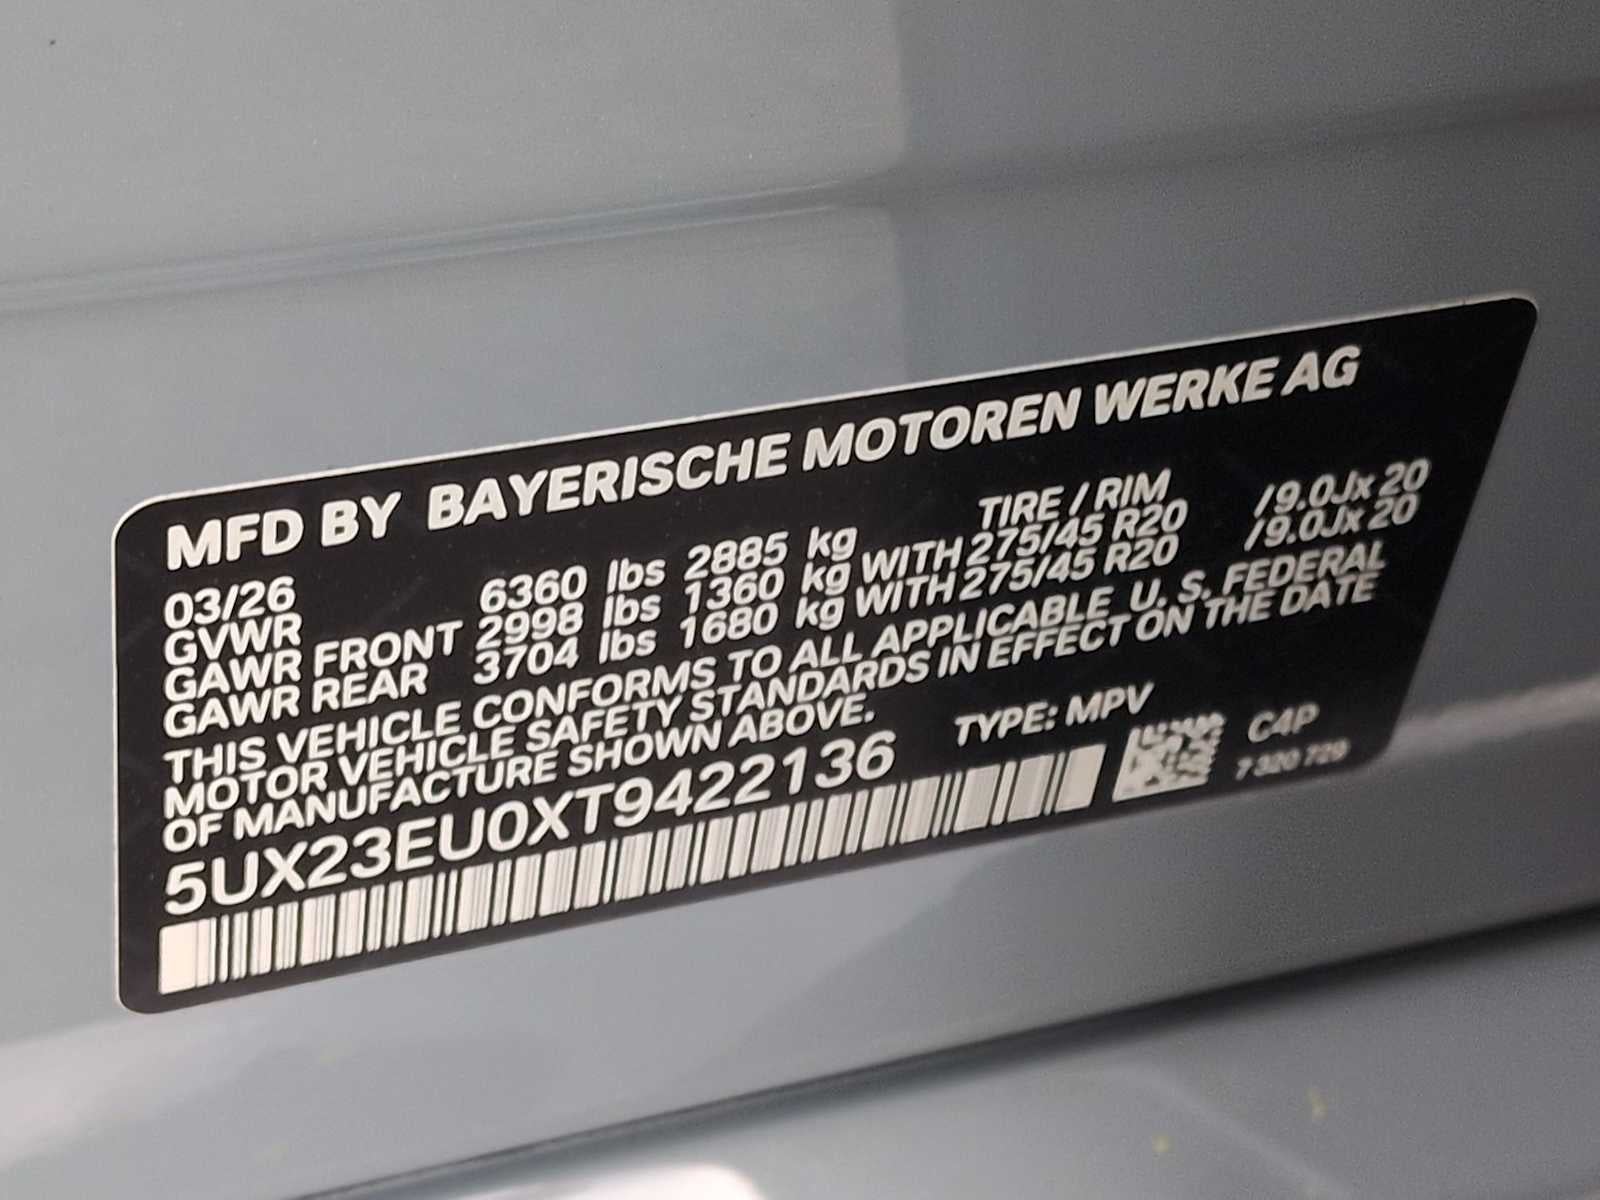 MFD BY BAYERISCHE MOTOREN WERKE AG
03/26 TIRE / RIM
GVWR 6360 lbs 2885 kg
GAWR FRONT 2998 lbs 1360 kg WITH 275/45 R20 /9.0Jx 20
GAWR REAR 3704 lbs 1680 kg WITH 275/45 R20 /9.0Jx 20
THIS VEHICLE CONFORMS TO ALL APPLICABLE U. S. FEDERAL
MOTOR VEHICLE SAFETY STANDARDS IN EFFECT ON THE DATE
OF MANUFACTURE SHOWN ABOVE.
5UX23EU0XT9422136 TYPE: MPV C4P
7 320 729